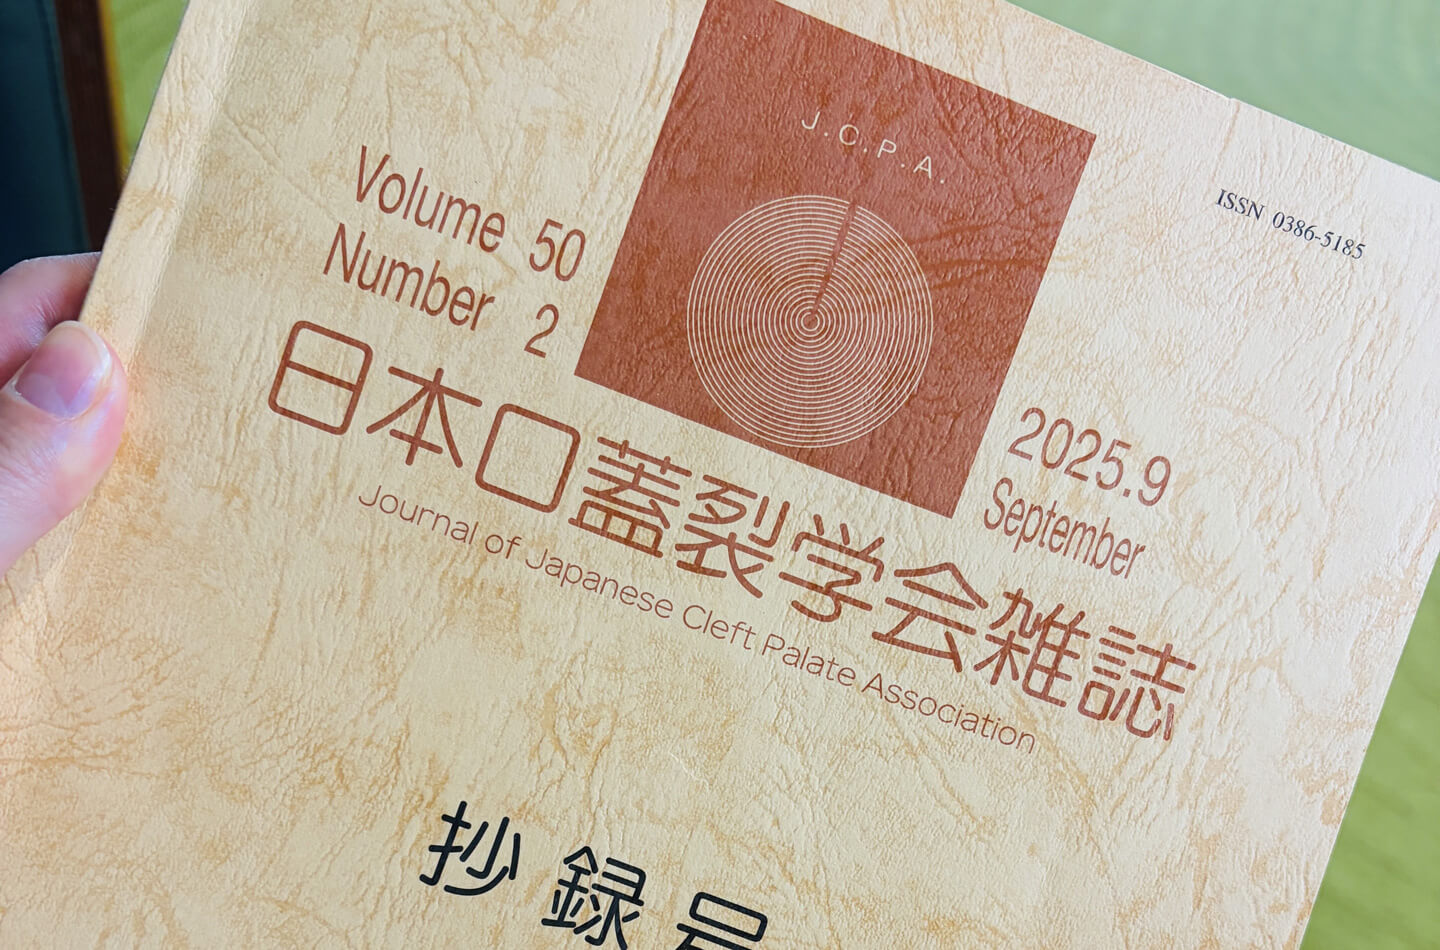 J.C.P.A.
ISSN 0386-5185
Volume 50
Number 2
2025.9
September
日本口蓋裂学会雑誌
Journal of Japanese Cleft Palate Association
抄録号